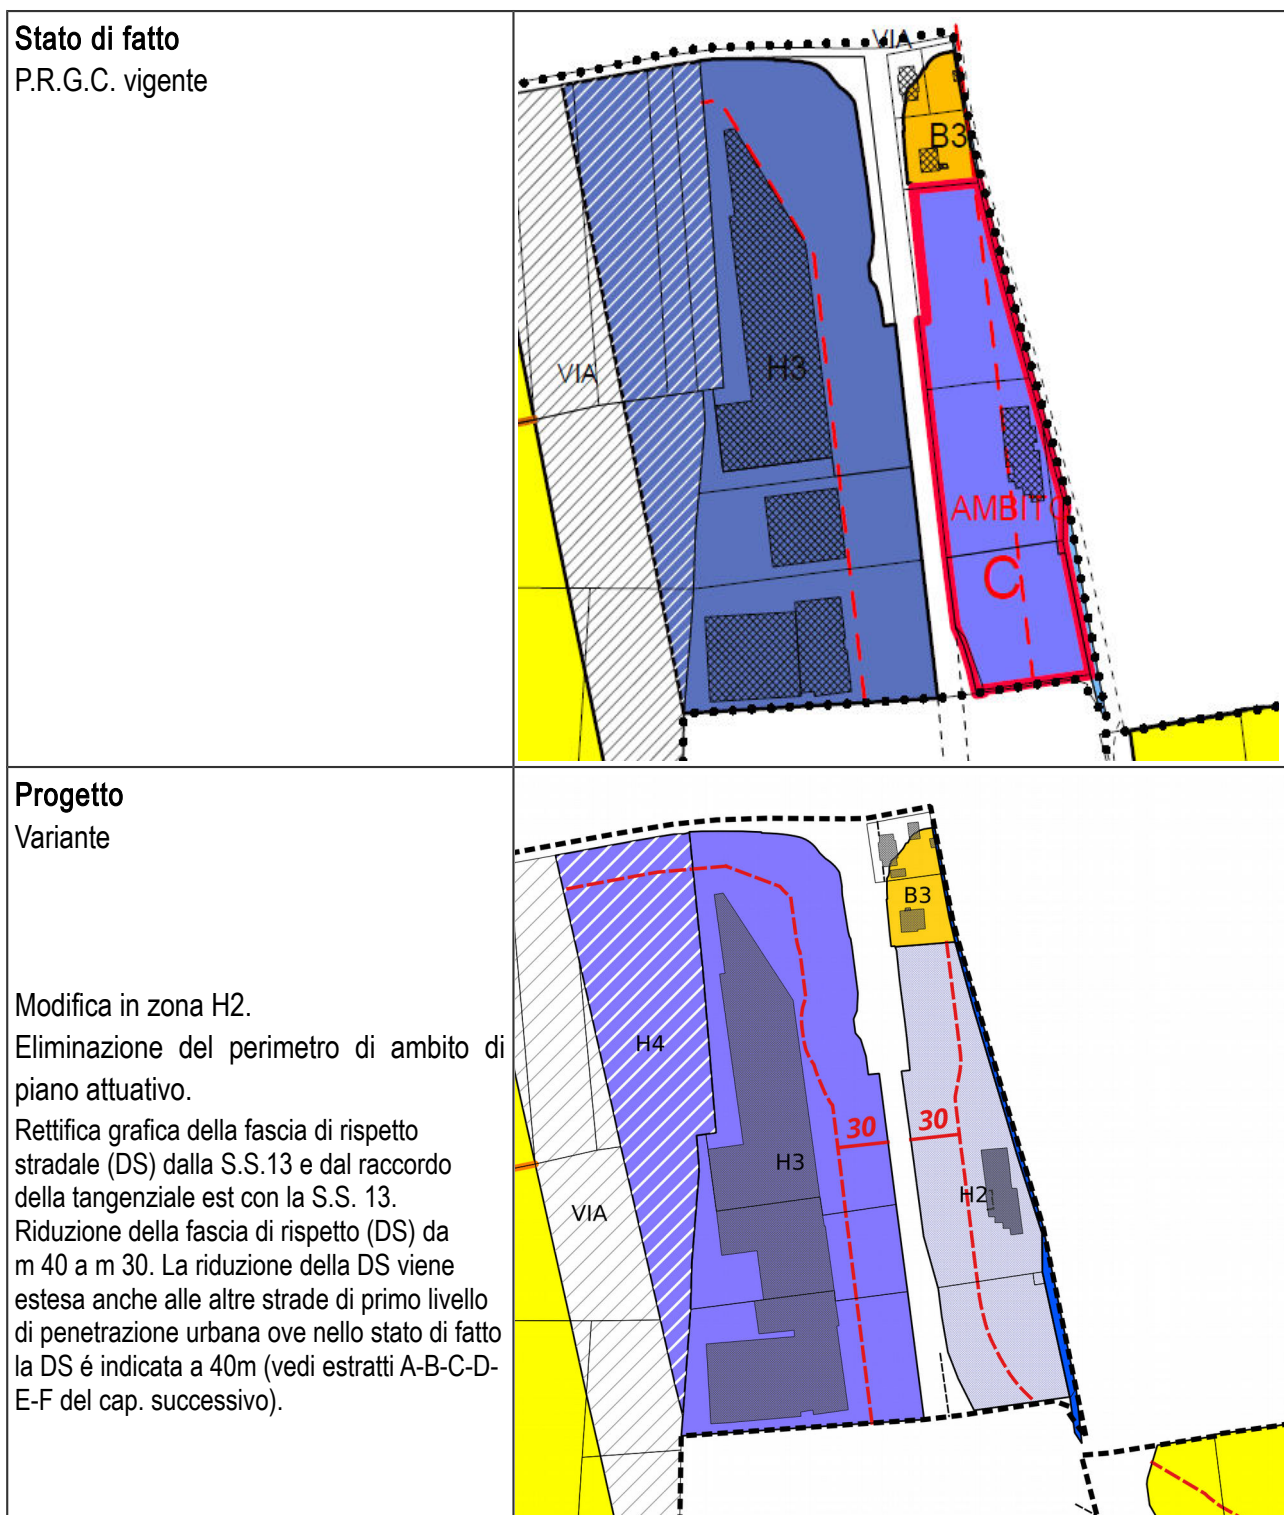 Stato di fatto
P.R.G.C. vigente
VIA
B3
VIA
H3
AMBITO
C
Progetto
Variante
Modifica in zona H2.
Eliminazione del perimetro di ambito di
piano attuativo.
Rettifica grafica della fascia di rispetto
stradale (DS) dalla S.S.13 e dal raccordo
della tangenziale est con la S.S. 13.
Riduzione della fascia di rispetto (DS) da
m 40 a m 30. La riduzione della DS viene
estesa anche alle altre strade di primo livello
di penetrazione urbana ove nello stato di fatto
la DS é indicata a 40m (vedi estratti A-B-C-D-
E-F del cap. successivo).
B3
H4
30
30
H3
H2
VIA